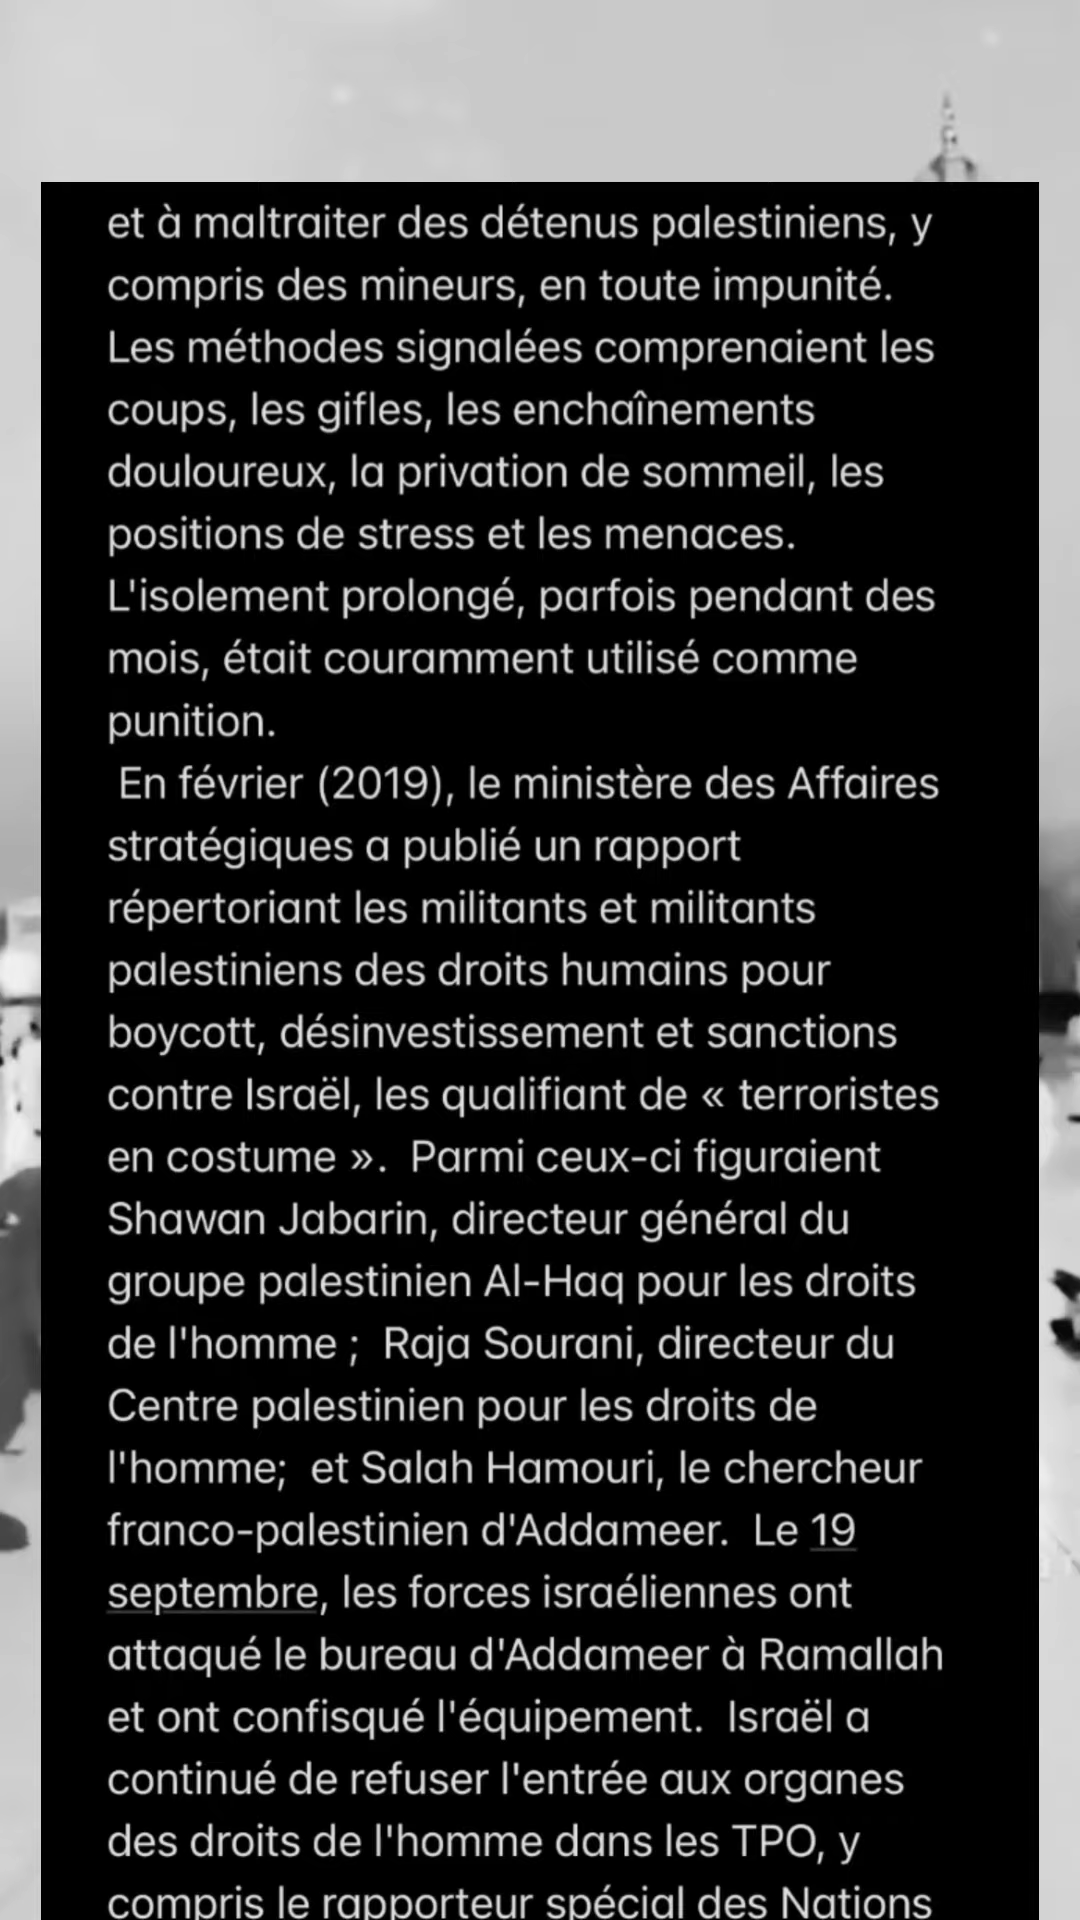 et à maltraiter des détenus palestiniens, y
compris des mineurs, en toute impunité.
Les méthodes signalées comprenaient les
coups, les gifles, les enchaînements
douloureux, la privation de sommeil, les
positions de stress et les menaces.
L'isolement prolongé, parfois pendant des
mois, était couramment utilisé comme
punition.
En février (2019), le ministère des Affaires
stratégiques a publié un rapport
répertoriant les militants et militants
palestiniens des droits humains pour
boycott, désinvestissement et sanctions
contre Israël, les qualifiant de « terroristes
en costume ».  Parmi ceux-ci figuraient
Shawan Jabarin, directeur général du
groupe palestinien Al-Haq pour les droits
de l'homme ;  Raja Sourani, directeur du
Centre palestinien pour les droits de
l'homme;  et Salah Hamouri, le chercheur
franco-palestinien d'Addameer.  Le 19
septembre, les forces israéliennes ont
attaqué le bureau d'Addameer à Ramallah
et ont confisqué l'équipement.  Israël a
continué de refuser l'entrée aux organes
des droits de l'homme dans les TPO, y
compris le rapporteur spécial des Nations